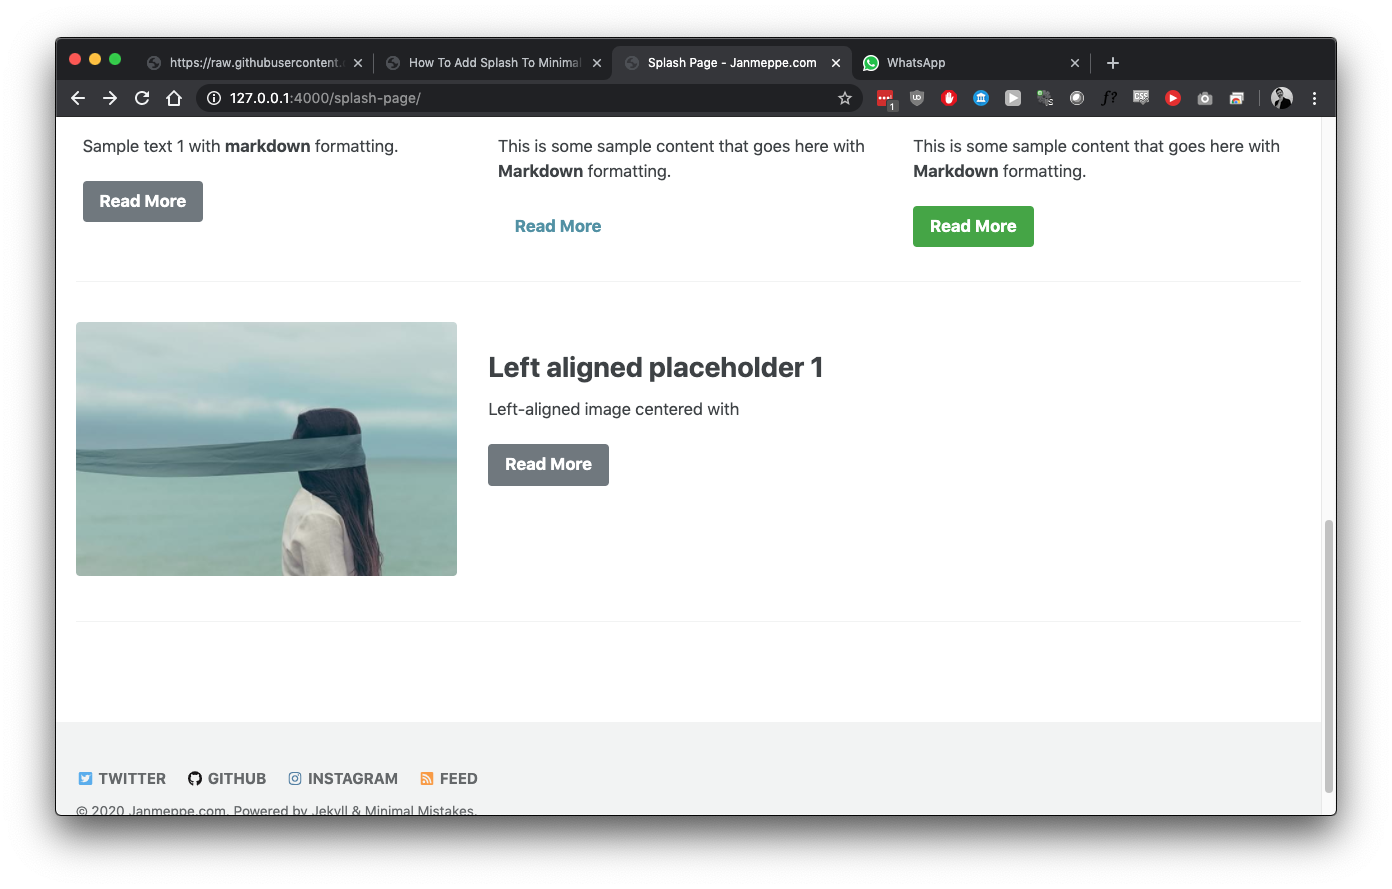 https://raw.githubusercontent.
How To Add Splash To Minimal
Splash Page - Janmeppe.com
WhatsApp
127.0.0.1:4000/splash-page/
1
f?
CSS
Sample text 1 with markdown formatting.
Read More
This is some sample content that goes here with
Markdown formatting.
Read More
This is some sample content that goes here with
Markdown formatting.
Read More
Left aligned placeholder 1
Left-aligned image centered with
Read More
TWITTER
GITHUB
INSTAGRAM
FEED
© 2020 Janmeppe.com. Powered by Jekyll & Minimal Mistakes.